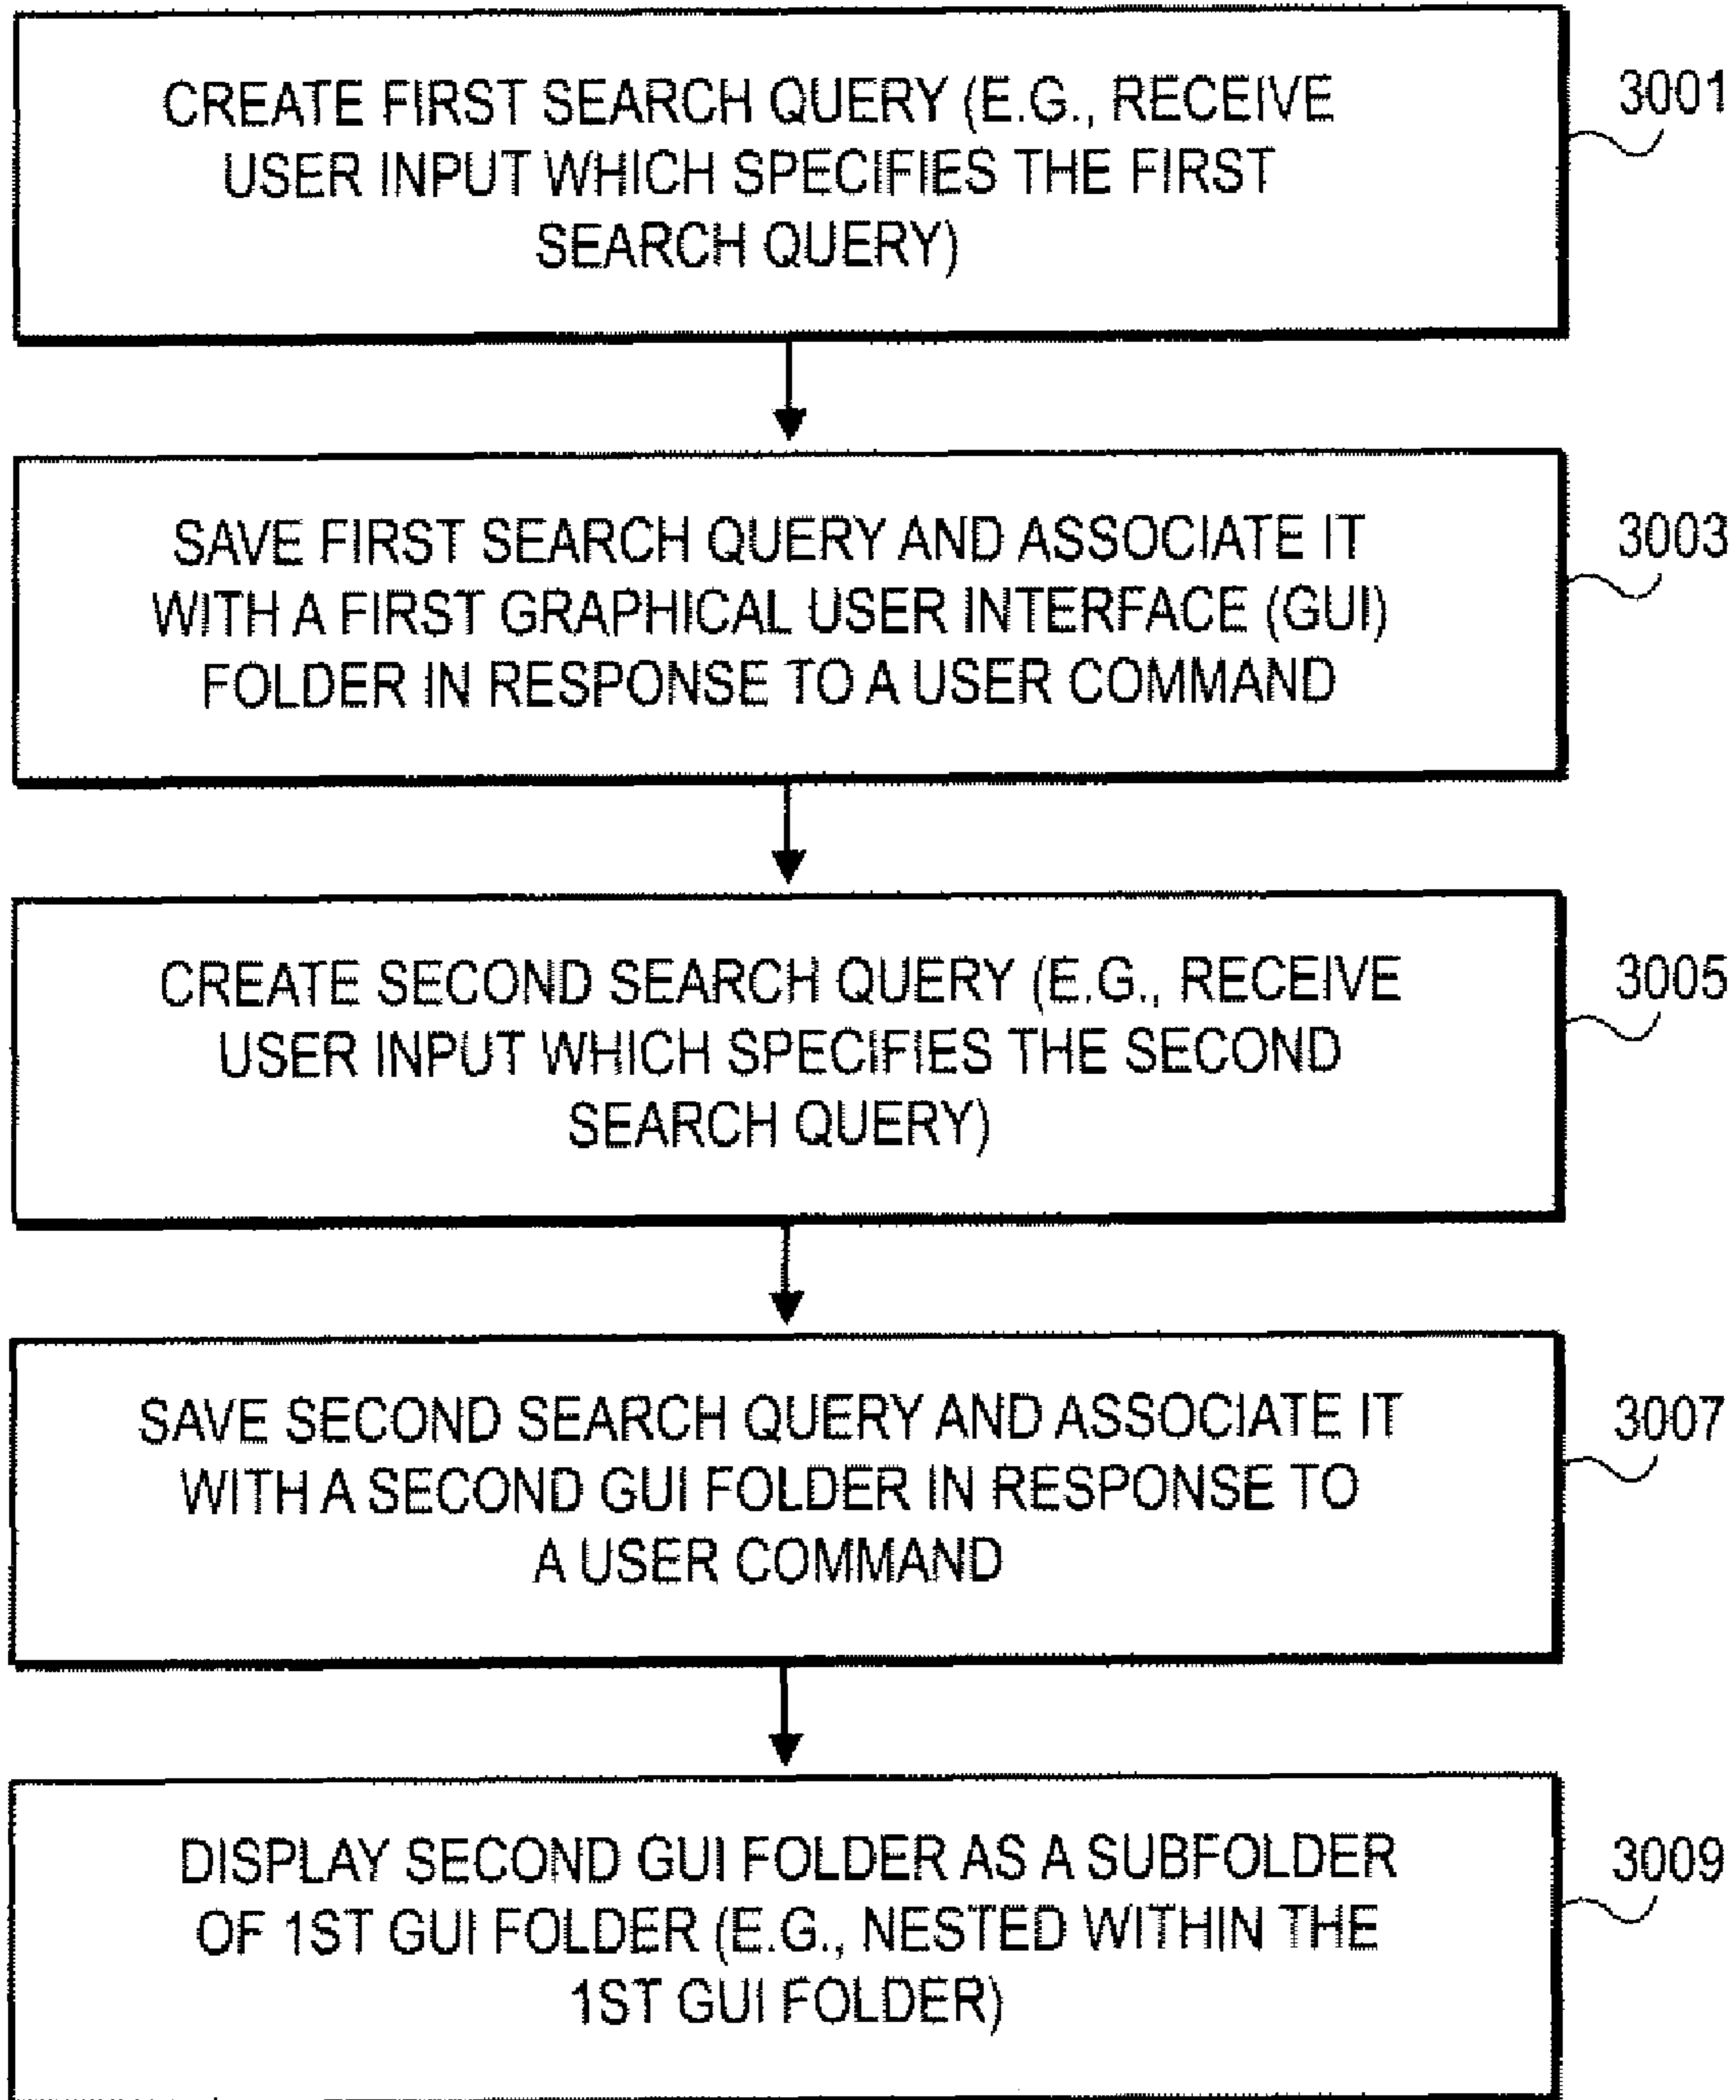 CREATE FIRST SEARCH QUERY (E.G., RECEIVE
USER INPUT WHICH SPECIFIES THE FIRST
SEARCH QUERY)
3001
SAVE FIRST SEARCH QUERY AND ASSOCIATE IT
WITH A FIRST GRAPHICAL USER INTERFACE (GUI)
FOLDER IN RESPONSE TO A USER COMMAND
3003
CREATE SECOND SEARCH QUERY (E.G., RECEIVE
USER INPUT WHICH SPECIFIES THE SECOND
SEARCH QUERY)
3005
SAVE SECOND SEARCH QUERY AND ASSOCIATE IT
WITH A SECOND GUI FOLDER IN RESPONSE TO
A USER COMMAND
3007
DISPLAY SECOND GUI FOLDER AS A SUBFOLDER
OF 1ST GUI FOLDER (E.G., NESTED WITHIN THE
1ST GUI FOLDER)
3009